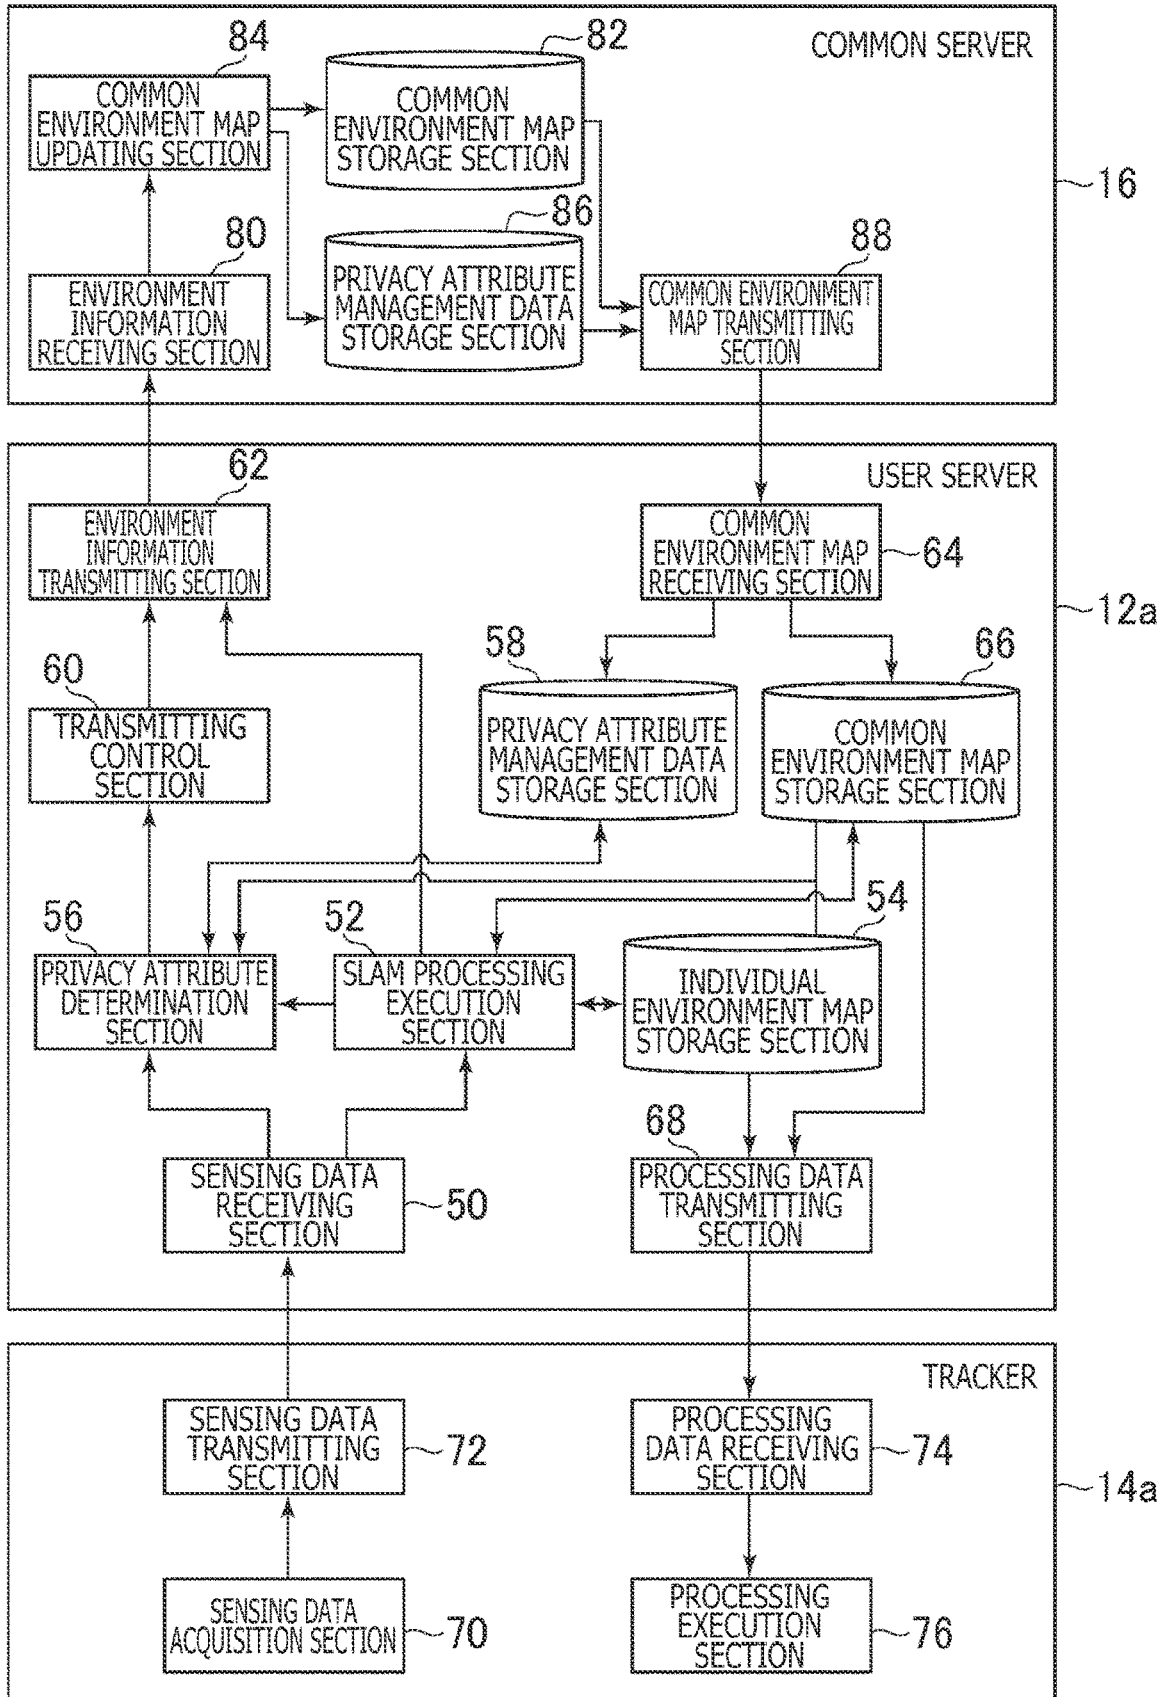 COMMON SERVER
84
COMMON
ENVIRONMENT MAP
UPDATING SECTION
82
COMMON
ENVIRONMENT MAP
STORAGE SECTION
16
80
ENVIRONMENT
INFORMATION
RECEIVING SECTION
86
PRIVACY ATTRIBUTE
MANAGEMENT DATA
STORAGE SECTION
88
COMMON ENVIRONMENT
MAP TRANSMITTING
SECTION
USER SERVER
62
ENVIRONMENT
INFORMATION
TRANSMITTING SECTION
COMMON
ENVIRONMENT MAP
RECEIVING SECTION
64
12a
60
TRANSMITTING
CONTROL
SECTION
58
PRIVACY ATTRIBUTE
MANAGEMENT DATA
STORAGE SECTION
66
COMMON
ENVIRONMENT MAP
STORAGE SECTION
56
PRIVACY ATTRIBUTE
DETERMINATION
SECTION
52
SLAM PROCESSING
EXECUTION
SECTION
54
INDIVIDUAL
ENVIRONMENT MAP
STORAGE SECTION
SENSING DATA
RECEIVING
SECTION
50
68
PROCESSING DATA
TRANSMITTING
SECTION
TRACKER
SENSING DATA
TRANSMITTING
SECTION
72
PROCESSING
DATA RECEIVING
SECTION
74
14a
SENSING DATA
ACQUISITION SECTION
70
PROCESSING
EXECUTION
SECTION
76